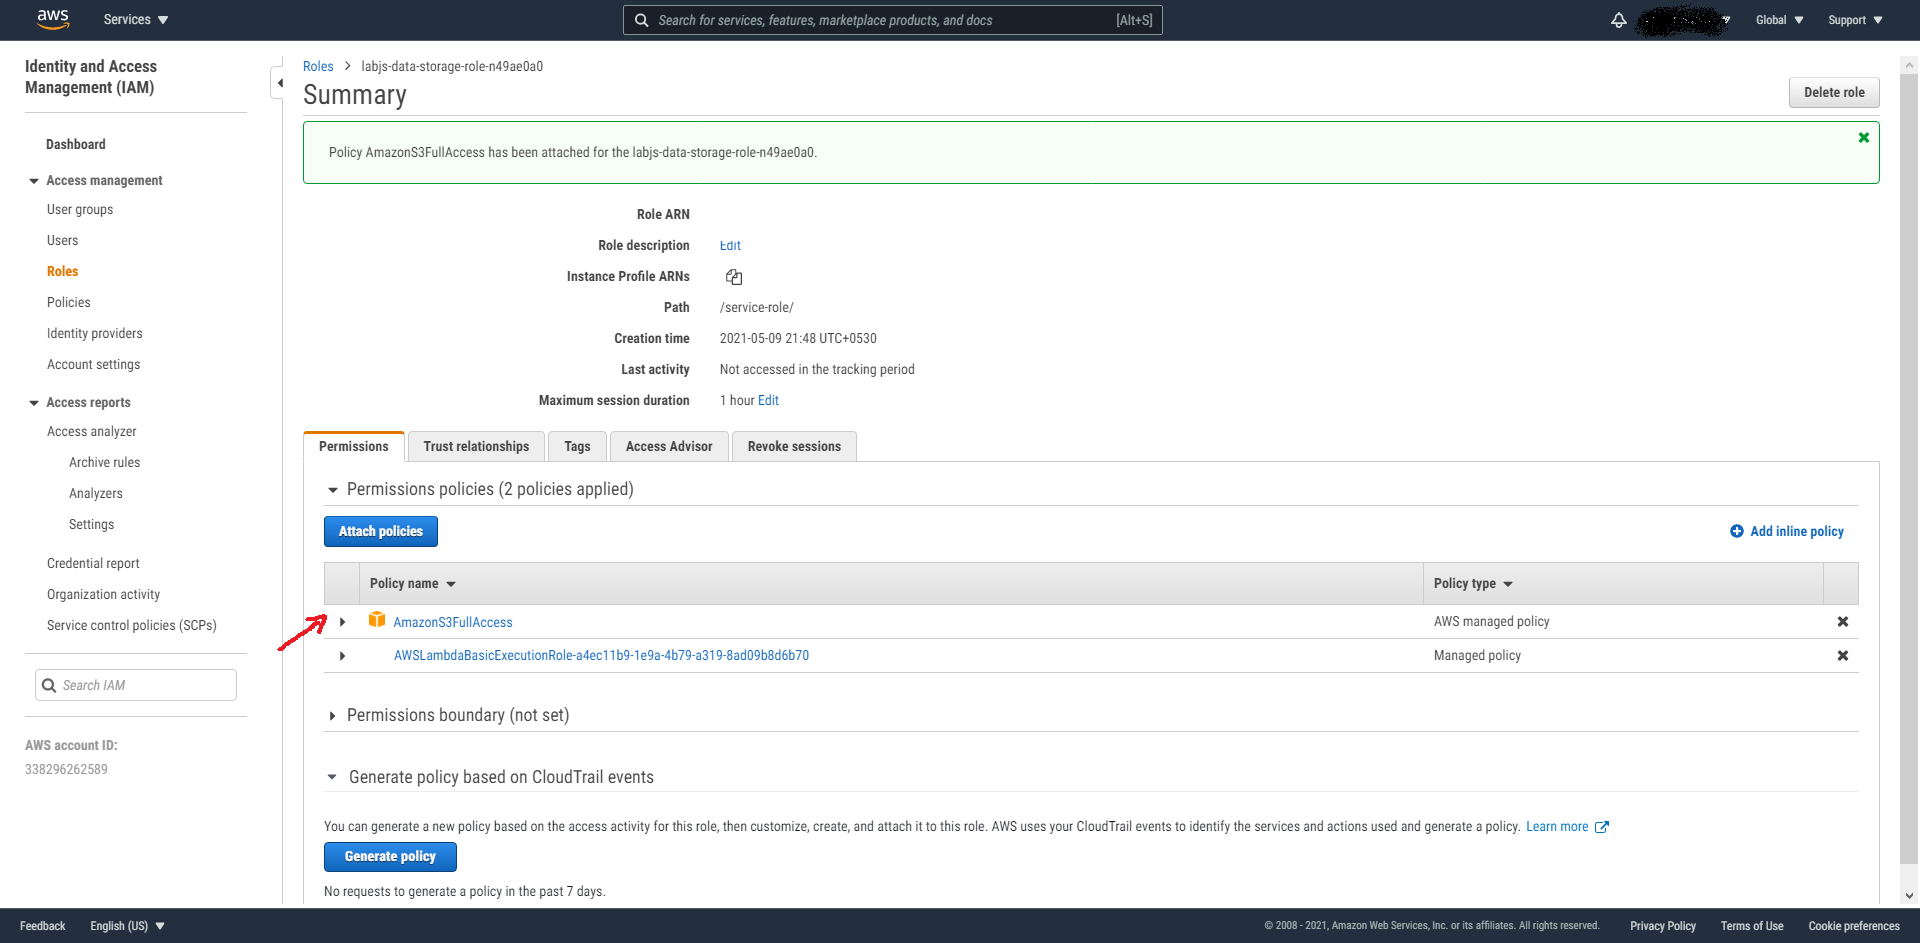 aws
Services
Search for services, features, marketplace products, and docs
[Alt+S]
Global
Support
Identity and Access
Management (IAM)
Dashboard
Access management
User groups
Users
Roles
Policies
Identity providers
Account settings
Access reports
Access analyzer
Archive rules
Analyzers
Settings
Credential report
Organization activity
Service control policies (SCPs)
Search IAM
AWS account ID:
338296262589
Roles > labjs-data-storage-role-n49ae0a0
Summary
Delete role
Policy AmazonS3FullAccess has been attached for the labjs-data-storage-role-n49ae0a0.
Role ARN
Role description Edit
Instance Profile ARNs
Path /service-role/
Creation time 2021-05-09 21:48 UTC+0530
Last activity Not accessed in the tracking period
Maximum session duration 1 hour Edit
Permissions Trust relationships Tags Access Advisor Revoke sessions
Permissions policies (2 policies applied)
Attach policies
Add inline policy
Policy name Policy type
AmazonS3FullAccess AWS managed policy
AWSLambdaBasicExecutionRole-a4ec11b9-1e9a-4b79-a319-8ad09b8d6b70 Managed policy
Permissions boundary (not set)
Generate policy based on CloudTrail events
You can generate a new policy based on the access activity for this role, then customize, create, and attach it to this role. AWS uses your CloudTrail events to identify the services and actions used and generate a policy. Learn more
Generate policy
No requests to generate a policy in the past 7 days.
Feedback English (US) © 2008 - 2021, Amazon Web Services, Inc. or its affiliates. All rights reserved. Privacy Policy Terms of Use Cookie preferences